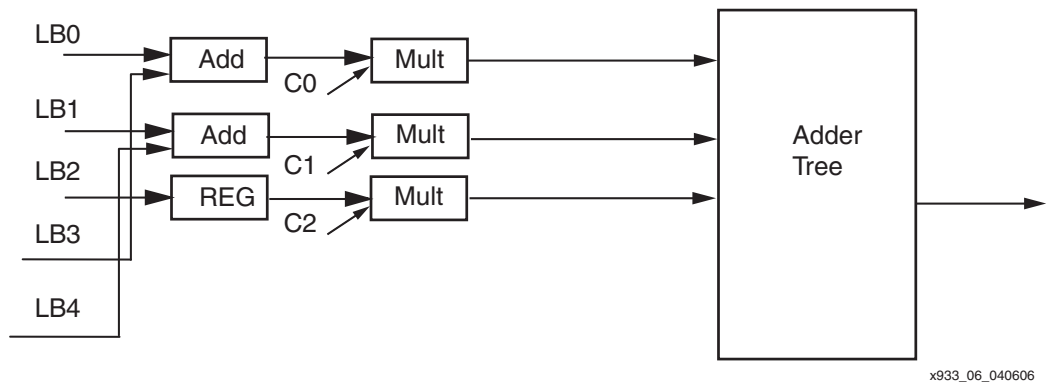 LB0
Add
Mult
C0
LB1
Add
Mult
C1
Adder
Tree
LB2
REG
Mult
C2
LB3
LB4
x933_06_040606